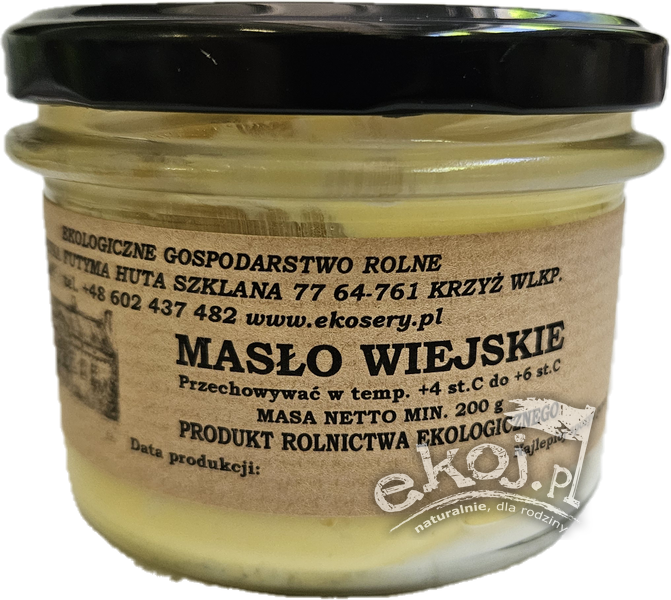 EKOLOGICZNE GOSPODARSTWO ROLNE
FUTYMA HUTA SZKLANA 77 64-761 KRZYŻ WLKP.
tel. +48 602 437 482 www.ekosery.pl
MASŁO WIEJSKIE
Przechowywać w temp. +4 st.C do +6 st.C
MASA NETTO MIN. 200 g
PRODUKT ROLNICTWA EKOLOGICZNEGO
Data produkcji:
ekoj.pl
naturalnie, dla rodziny